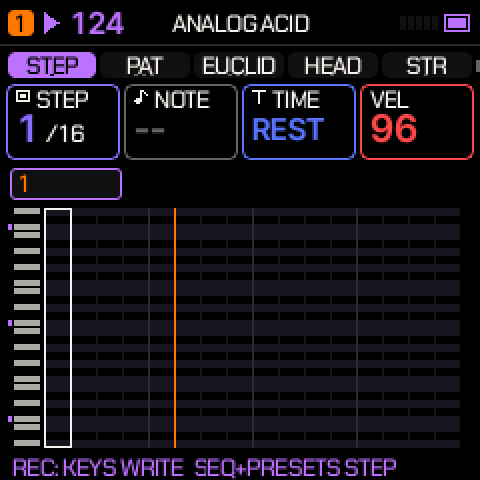 1 124 ANALOG ACID
STEP PAT EUCLID HEAD STR
STEP NOTE TIME VEL
1 /16 -- REST 96
1
REC: KEYS WRITE SEQ+PRESETS STEP